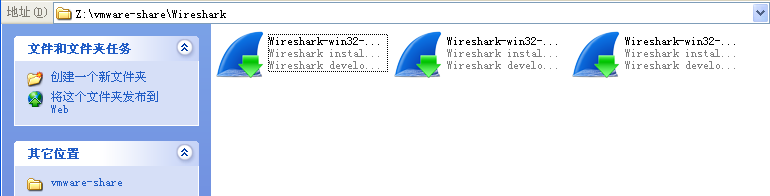 地址(D) Z:\vmware-share\Wireshark
文件和文件夹任务
创建一个新文件夹
将这个文件夹发布到
Web
其它位置
vmware-share
Wireshark-win32-...
Wireshark instal...
Wireshark develo...
Wireshark-win32-...
Wireshark instal...
Wireshark develo...
Wireshark-win32-...
Wireshark instal...
Wireshark develo...